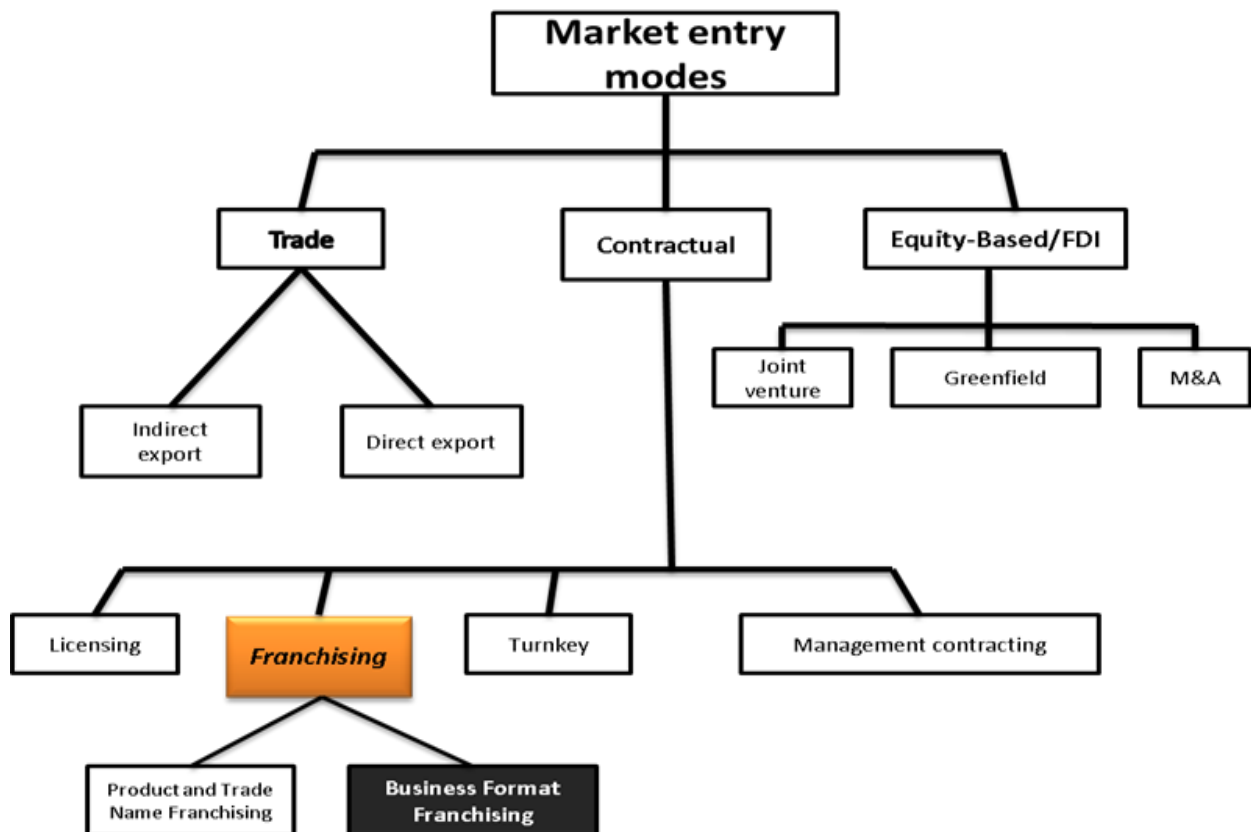 Market entry
modes
Trade
Contractual
Equity-Based/FDI
Joint
venture
Greenfield
M&A
Indirect
export
Direct export
Licensing
Franchising
Turnkey
Management contracting
Product and Trade
Name Franchising
Business Format
Franchising